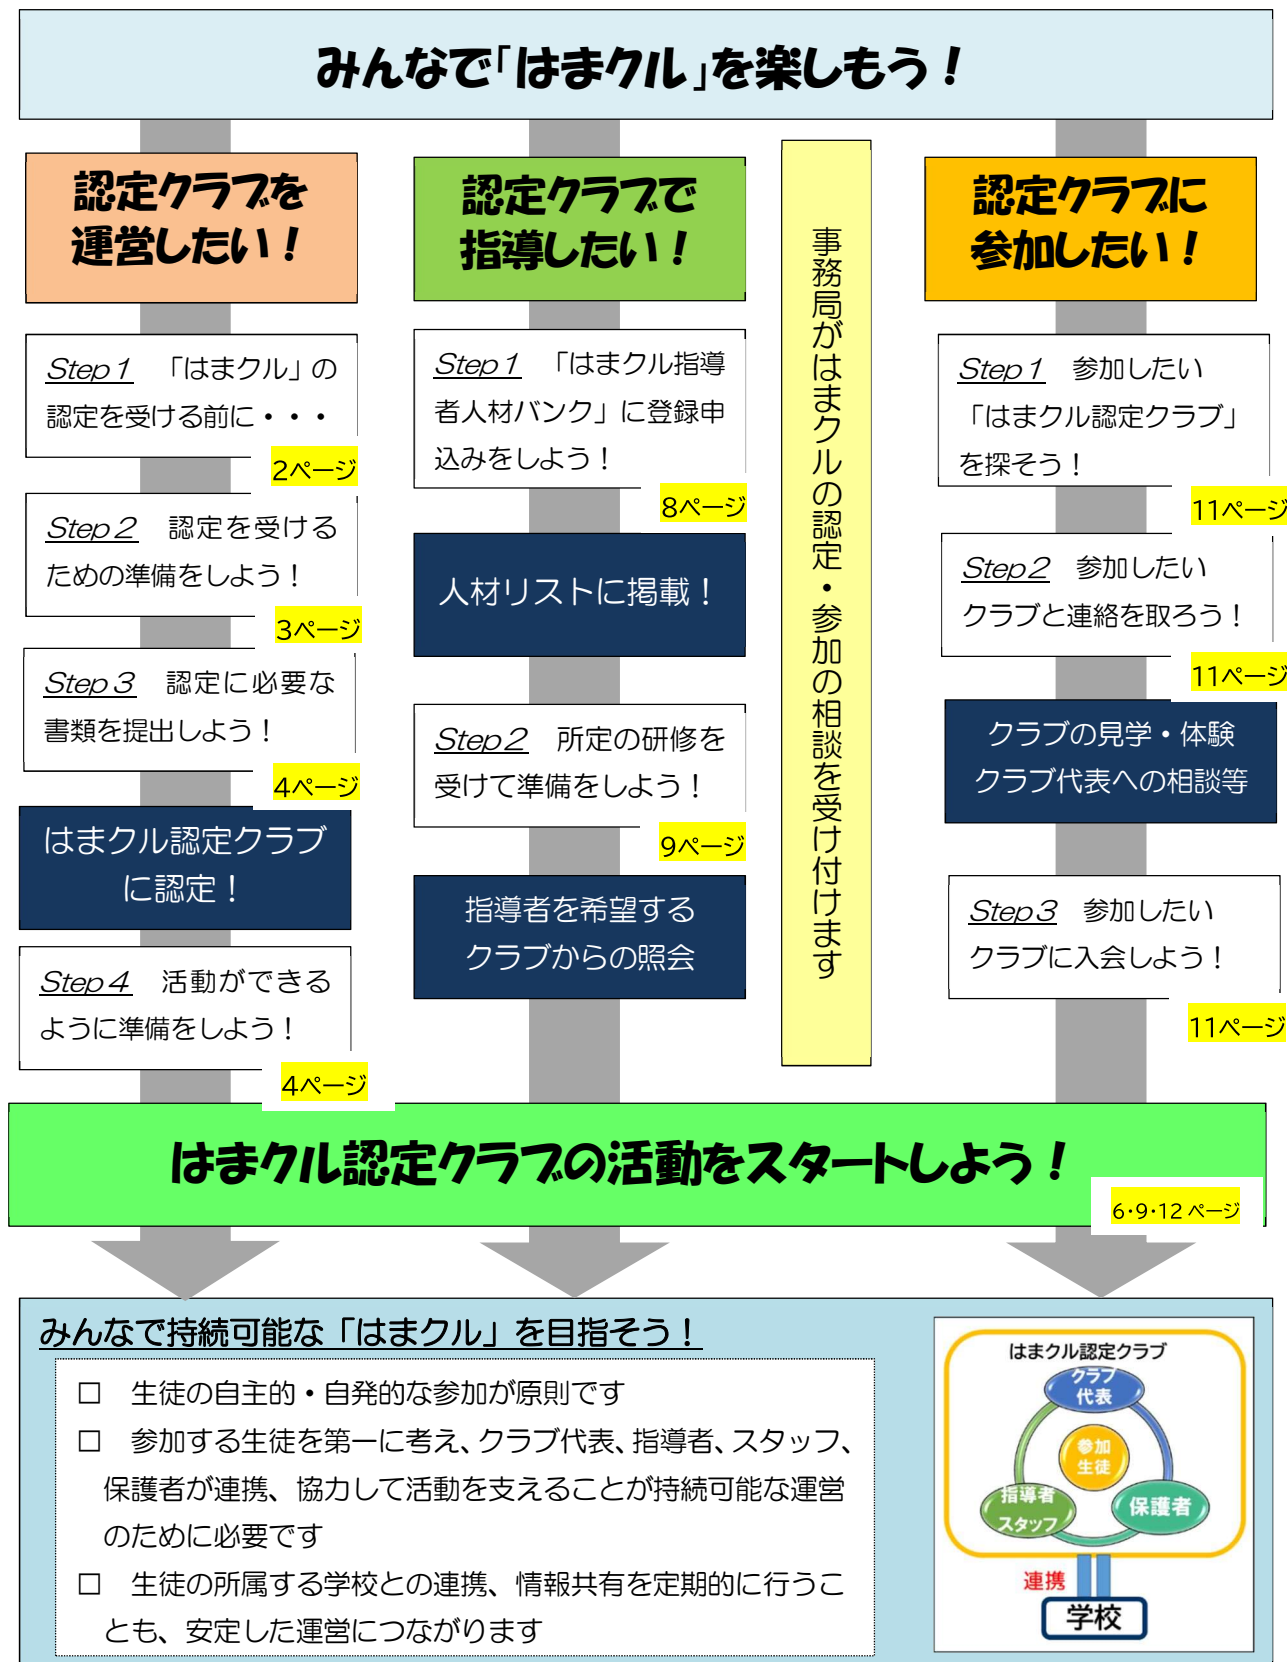 みんなで「はまクル」を楽しもう！
認定クラブを
運営したい！
Step１　「はまクル」の
認定を受ける前に・・・
2ページ
Step２　認定を受ける
ための準備をしよう！
3ページ
Step３　認定に必要な
書類を提出しよう！
4ページ
はまクル認定クラブ
に認定！
Step４　活動ができる
ように準備をしよう！
4ページ
認定クラブで
指導したい！
Step１　「はまクル指導
者人材バンク」に登録申
込みをしよう！
8ページ
人材リストに掲載！
Step２　所定の研修を
受けて準備をしよう！
9ページ
指導者を希望する
クラブからの照会
事務局がはまクルの認定・参加の相談を受け付けます
認定クラブに
参加したい！
Step１　参加したい
「はまクル認定クラブ」
を探そう！
11ページ
Step２　参加したい
クラブと連絡を取ろう！
11ページ
クラブの見学・体験
クラブ代表への相談等
Step３　参加したい
クラブに入会しよう！
11ページ
はまクル認定クラブの活動をスタートしよう！
6・9・12 ページ
みんなで持続可能な「はまクル」を目指そう！
□　生徒の自主的・自発的な参加が原則です
□　参加する生徒を第一に考え、クラブ代表、指導者、スタッフ、
保護者が連携、協力して活動を支えることが持続可能な運営
のために必要です
□　生徒の所属する学校との連携、情報共有を定期的に行うこ
とも、安定した運営につながります
はまクル認定クラブ
クラブ
代表
参加
生徒
指導者
スタッフ
保護者
連携
学校